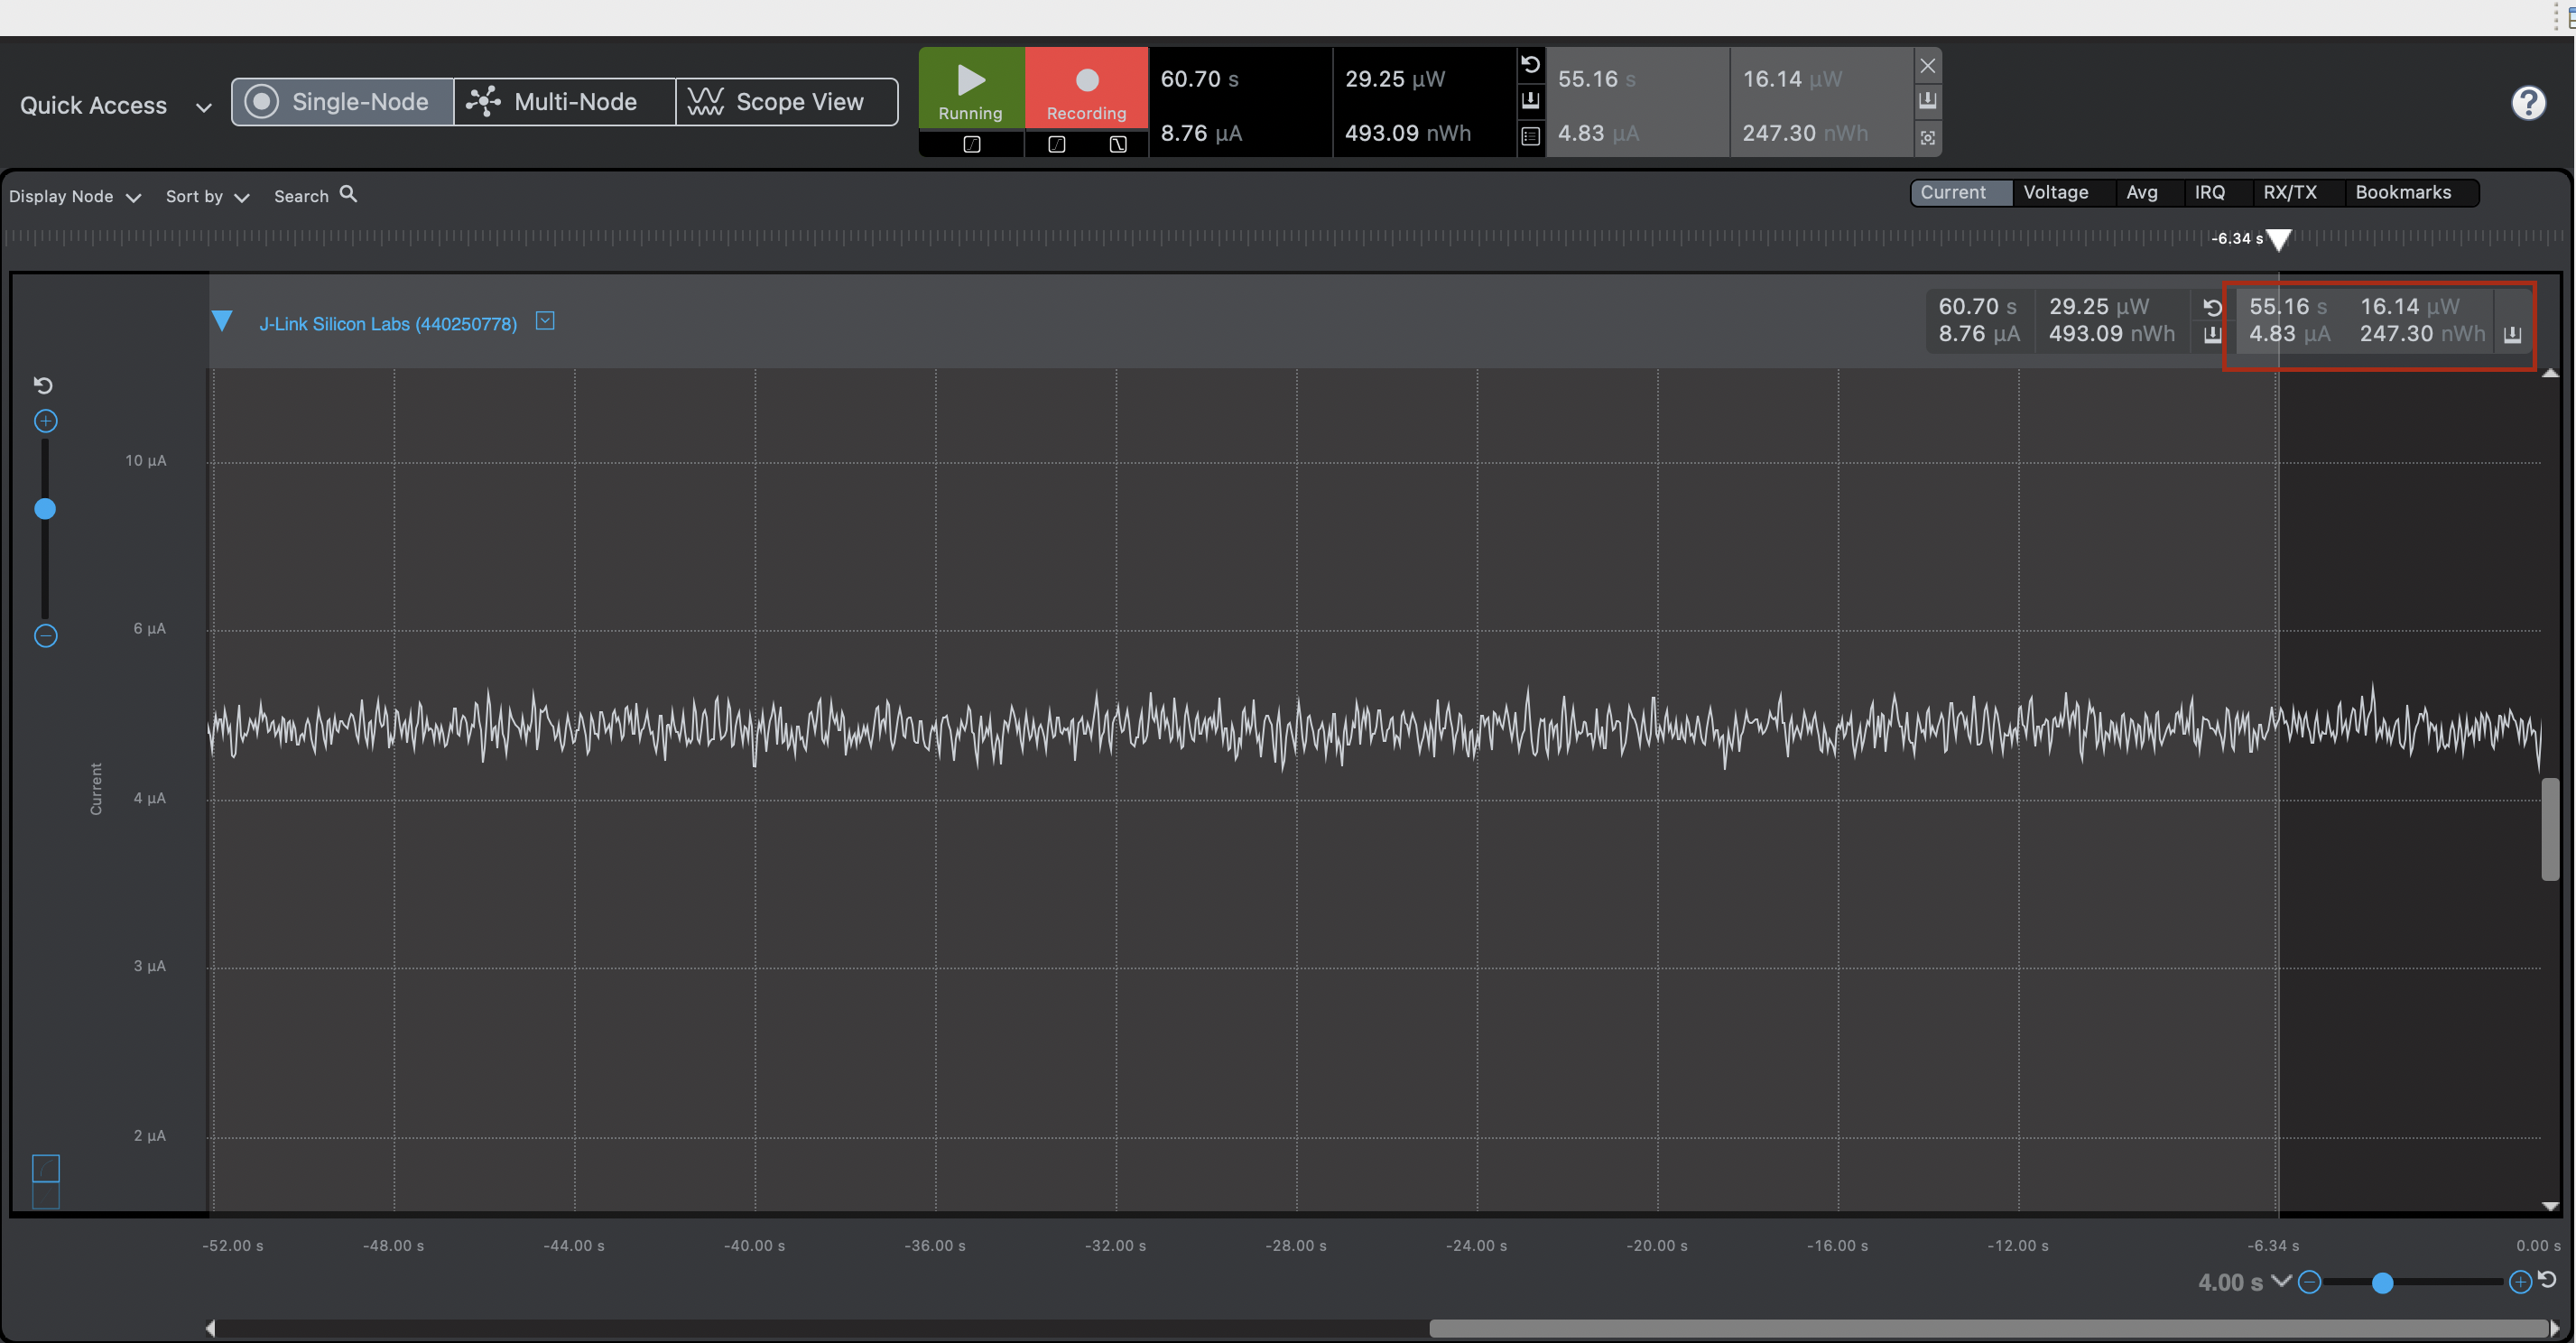 Quick Access
Single-Node
Multi-Node
Scope View
Running
Recording
60.70 s
29.25 µW
8.76 µA
493.09 nWh
55.16 s
16.14 µW
4.83 µA
247.30 nWh
?
Display Node
Sort by
Search
Current
Voltage
Avg
IRQ
RX/TX
Bookmarks
-6.34 s
J-Link Silicon Labs (440250778)
60.70 s
29.25 µW
8.76 µA
493.09 nWh
55.16 s
16.14 µW
4.83 µA
247.30 nWh
10 µA
6 µA
4 µA
3 µA
2 µA
Current
-52.00 s
-48.00 s
-44.00 s
-40.00 s
-36.00 s
-32.00 s
-28.00 s
-24.00 s
-20.00 s
-16.00 s
-12.00 s
-6.34 s
0.00 s
4.00 s